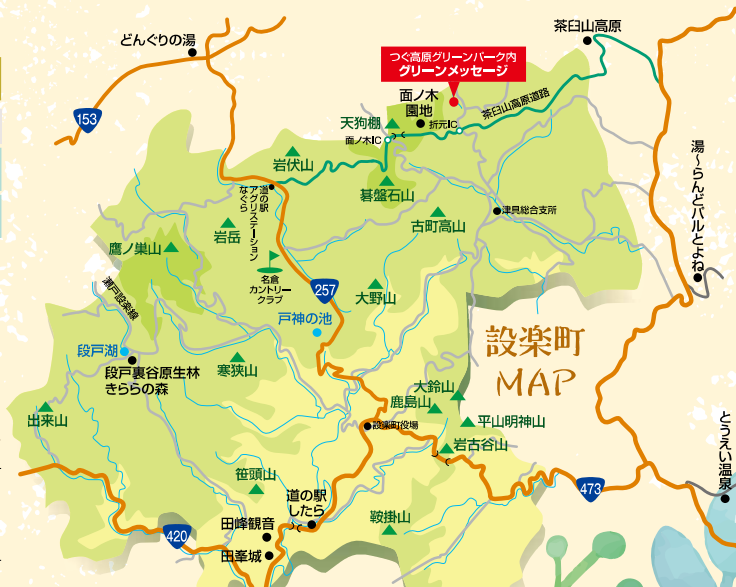 茶臼山高原
どんぐりの湯
つぐ高原グリーンパーク内
グリーンメッセージ
面ノ木
園地
茶臼山高原道路
153
天狗棚
折元IC
面ノ木IC
岩伏山
湯～らんどパルとよね
道の駅
アグリステーション
なぐら
碁盤石山
津具総合支所
岩岳
古町高山
鷹ノ巣山
名倉
カントリー
クラブ
瀬戸設楽線
257
大野山
戸神の池
設楽町
MAP
段戸湖
段戸裏谷原生林
きららの森
寒狭山
大鈴山
鹿島山
出来山
設楽町役場
平山明神山
岩古谷山
とうえい温泉
笹頭山
473
道の駅
したら
鞍掛山
田峰観音
420
田峯城